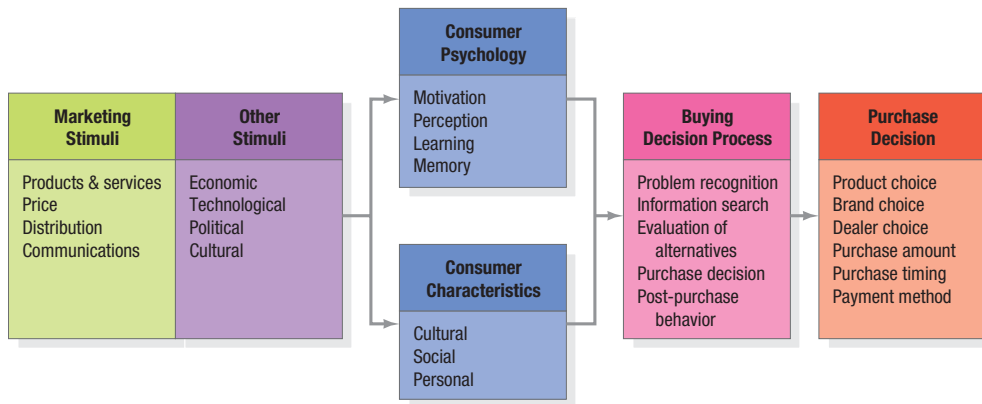 Marketing
Stimuli
Products & services
Price
Distribution
Communications
Other
Stimuli
Economic
Technological
Political
Cultural
Consumer
Psychology
Motivation
Perception
Learning
Memory
Consumer
Characteristics
Cultural
Social
Personal
Buying
Decision Process
Problem recognition
Information search
Evaluation of
alternatives
Purchase decision
Post-purchase
behavior
Purchase
Decision
Product choice
Brand choice
Dealer choice
Purchase amount
Purchase timing
Payment method